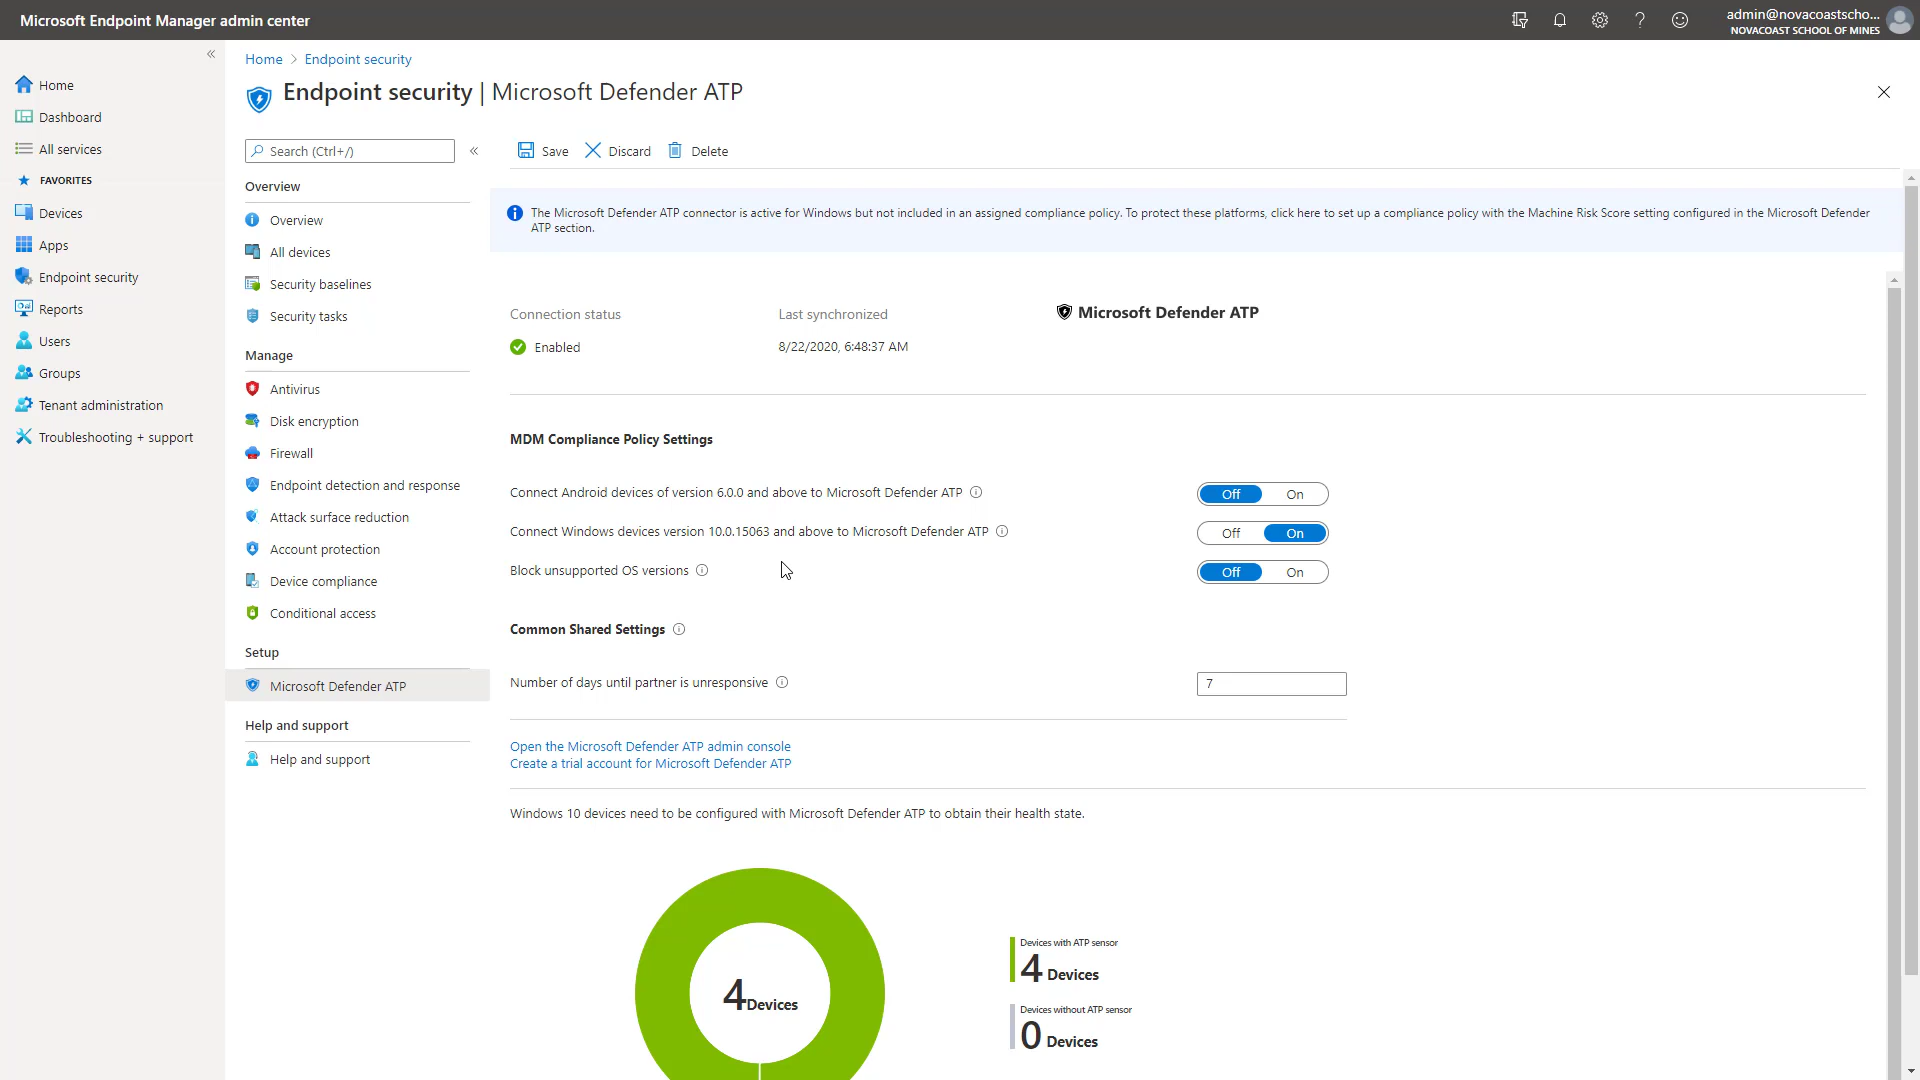 Microsoft Endpoint Manager admin center
admin@novacoastscho...
NOVACOAST SCHOOL OF MINES
Home
Dashboard
All services
FAVORITES
Devices
Apps
Endpoint security
Reports
Users
Groups
Tenant administration
Troubleshooting + support
Home > Endpoint security
Endpoint security | Microsoft Defender ATP
Search (Ctrl+/)
Overview
Overview
All devices
Security baselines
Security tasks
Manage
Antivirus
Disk encryption
Firewall
Endpoint detection and response
Attack surface reduction
Account protection
Device compliance
Conditional access
Setup
Microsoft Defender ATP
Help and support
Help and support
Save Discard Delete
The Microsoft Defender ATP connector is active for Windows but not included in an assigned compliance policy. To protect these platforms, click here to set up a compliance policy with the Machine Risk Score setting configured in the Microsoft Defender
ATP section.
Connection status Last synchronized Microsoft Defender ATP
Enabled 8/22/2020, 6:48:37 AM
MDM Compliance Policy Settings
Connect Android devices of version 6.0.0 and above to Microsoft Defender ATP Off On
Connect Windows devices version 10.0.15063 and above to Microsoft Defender ATP Off On
Block unsupported OS versions Off On
Common Shared Settings
Number of days until partner is unresponsive 7
Open the Microsoft Defender ATP admin console
Create a trial account for Microsoft Defender ATP
Windows 10 devices need to be configured with Microsoft Defender ATP to obtain their health state.
4 Devices
Devices with ATP sensor
4 Devices
Devices without ATP sensor
0 Devices